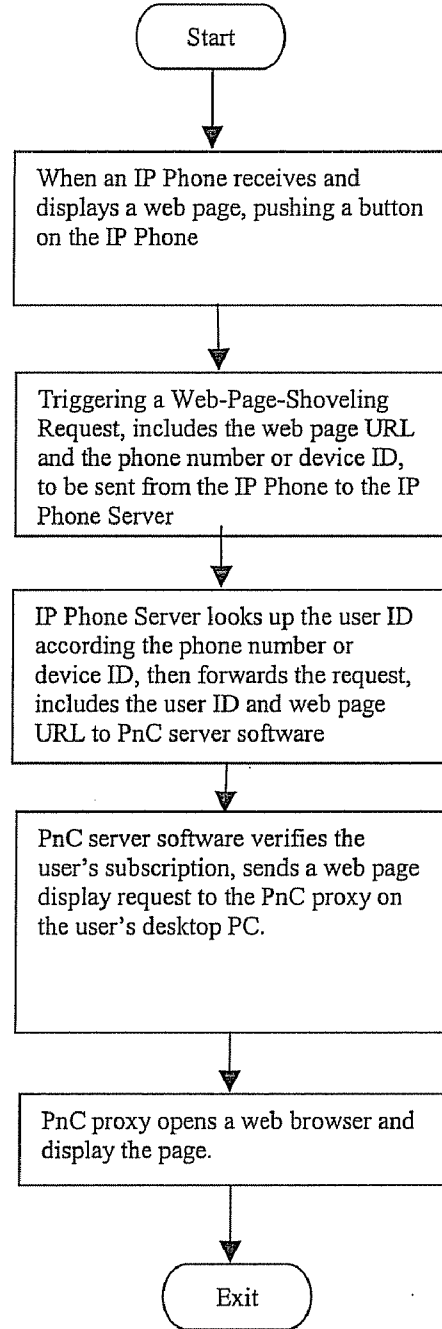 Start
When an IP Phone receives and
displays a web page, pushing a button
on the IP Phone
Triggering a Web-Page-Shoveling
Request, includes the web page URL
and the phone number or device ID,
to be sent from the IP Phone to the IP
Phone Server
IP Phone Server looks up the user ID
according the phone number or
device ID, then forwards the request,
includes the user ID and web page
URL to PnC server software
PnC server software verifies the
user's subscription, sends a web page
display request to the PnC proxy on
the user's desktop PC.
PnC proxy opens a web browser and
display the page.
Exit